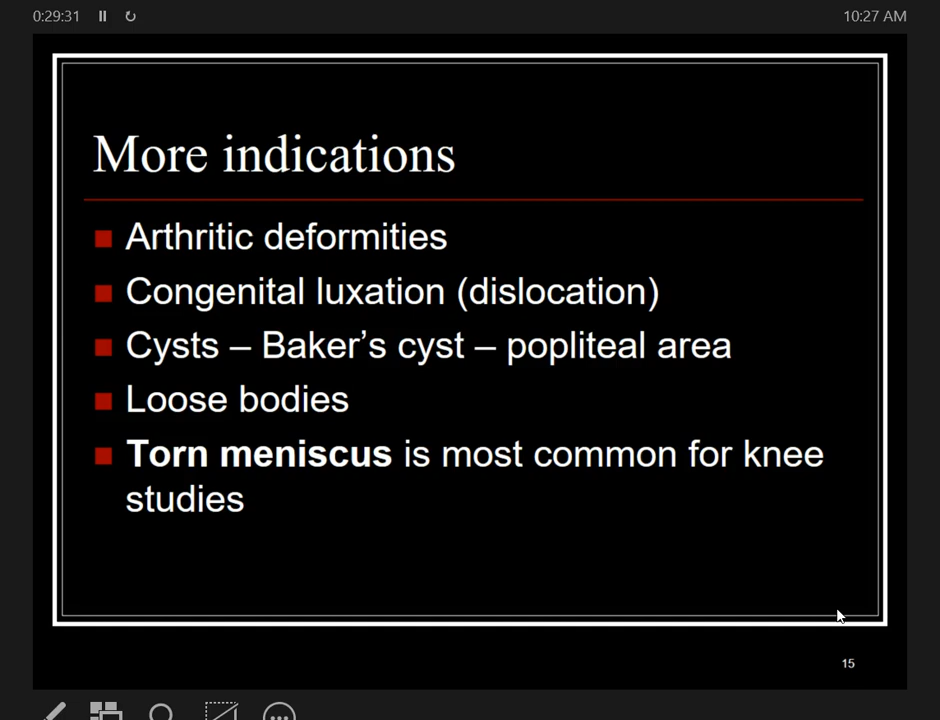 0:29:31
10:27 AM
More indications
Arthritic deformities
Congenital luxation (dislocation)
Cysts – Baker’s cyst – popliteal area
Loose bodies
Torn meniscus is most common for knee
studies
15